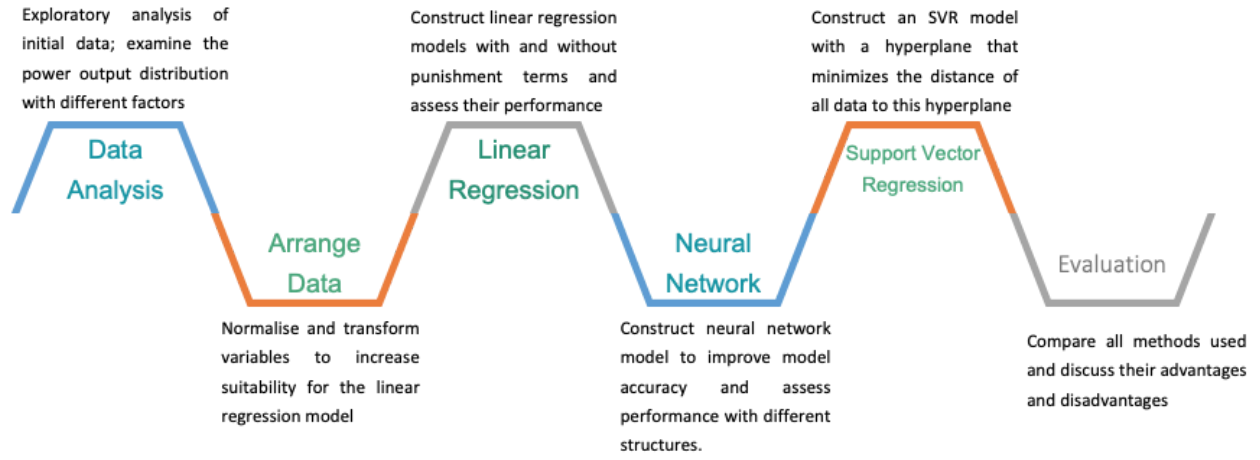 Exploratory analysis of
initial data; examine the
power output distribution
with different factors
Data
Analysis
Arrange
Data
Normalise and transform
variables to increase
suitability for the linear
regression model
Construct linear regression
models with and without
punishment terms and
assess their performance
Linear
Regression
Neural
Network
Construct neural network
model to improve model
accuracy and assess
performance with different
structures.
Construct an SVR model
with a hyperplane that
minimizes the distance of
all data to this hyperplane
Support Vector
Regression
Evaluation
Compare all methods used
and discuss their advantages
and disadvantages